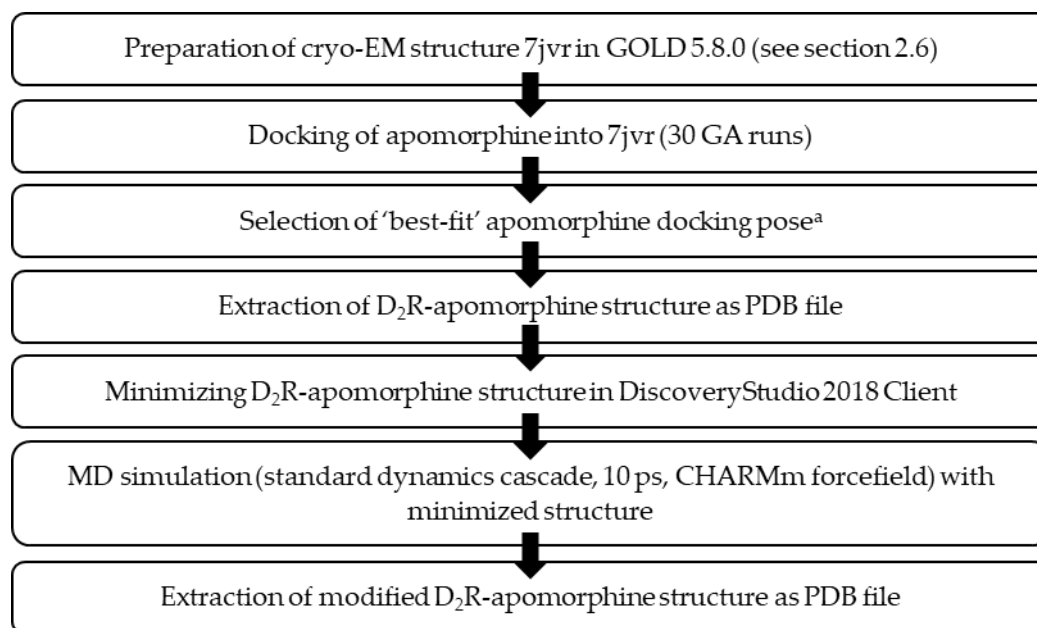 Preparation of cryo-EM structure 7jvr in GOLD 5.8.0 (see section 2.6)
Docking of apomorphine into 7jvr (30 GA runs)
Selection of ‘best-fit’ apomorphine docking poseᵃ
Extraction of D₂R-apomorphine structure as PDB file
Minimizing D₂R-apomorphine structure in DiscoveryStudio 2018 Client
MD simulation (standard dynamics cascade, 10 ps, CHARMm forcefield) with
minimized structure
Extraction of modified D₂R-apomorphine structure as PDB file